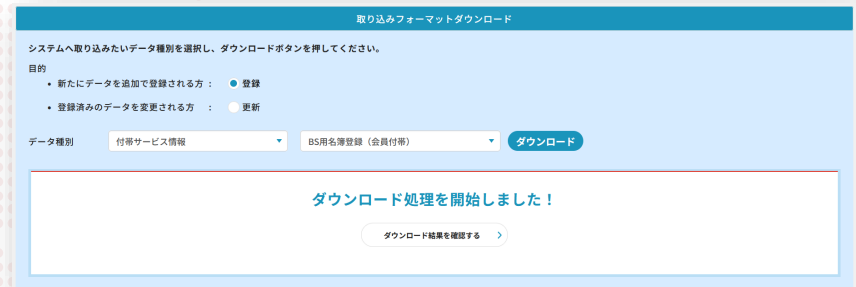 取り込みフォーマットダウンロード
システムへ取り込みたいデータ種別を選択し、ダウンロードボタンを押してください。
目的
• 新たにデータを追加で登録される方 : 登録
• 登録済みのデータを変更される方 : 更新
データ種別 付帯サービス情報 BS用名簿登録（会員付帯） ダウンロード
ダウンロード処理を開始しました！
ダウンロード結果を確認する